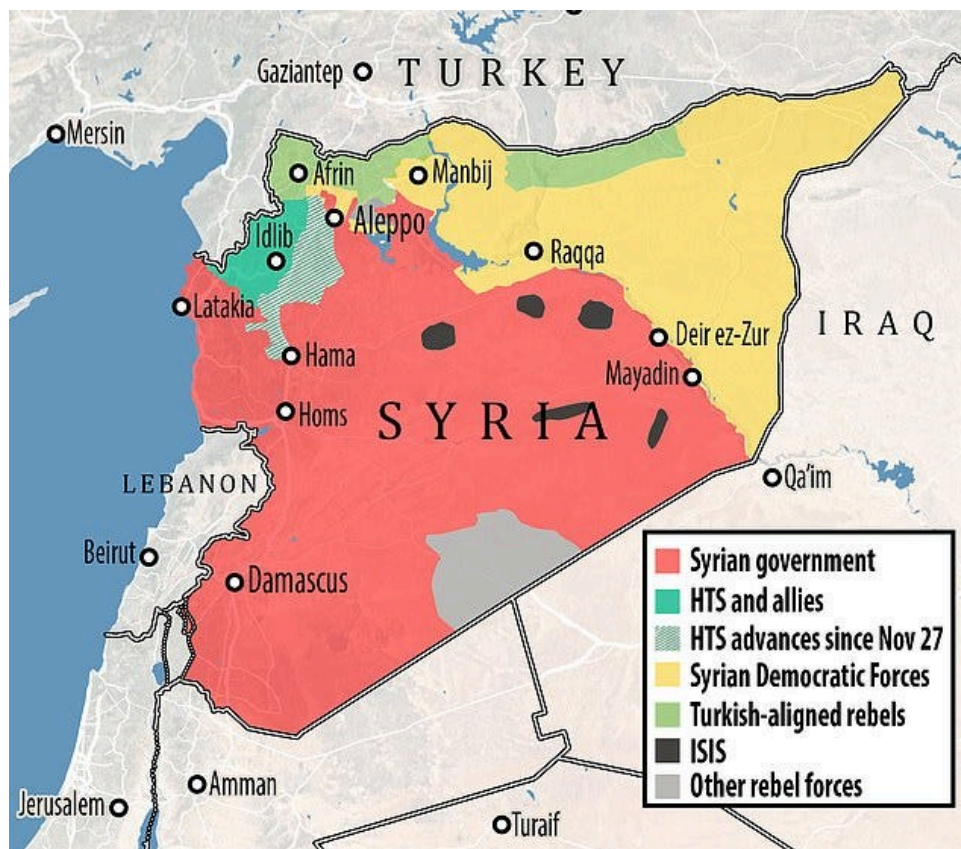 Gaziantep
TURKEY
Mersin
Afrin
Manbij
Aleppo
Idlib
Raqqa
Latakia
IRAQ
Deir ez-Zur
Hama
Mayadin
Homs
SYRIA
LEBANON
Qa'im
Beirut
Damascus
Syrian government
HTS and allies
HTS advances since Nov 27
Syrian Democratic Forces
Turkish-aligned rebels
ISIS
Other rebel forces
Amman
Jerusalem
Turaif